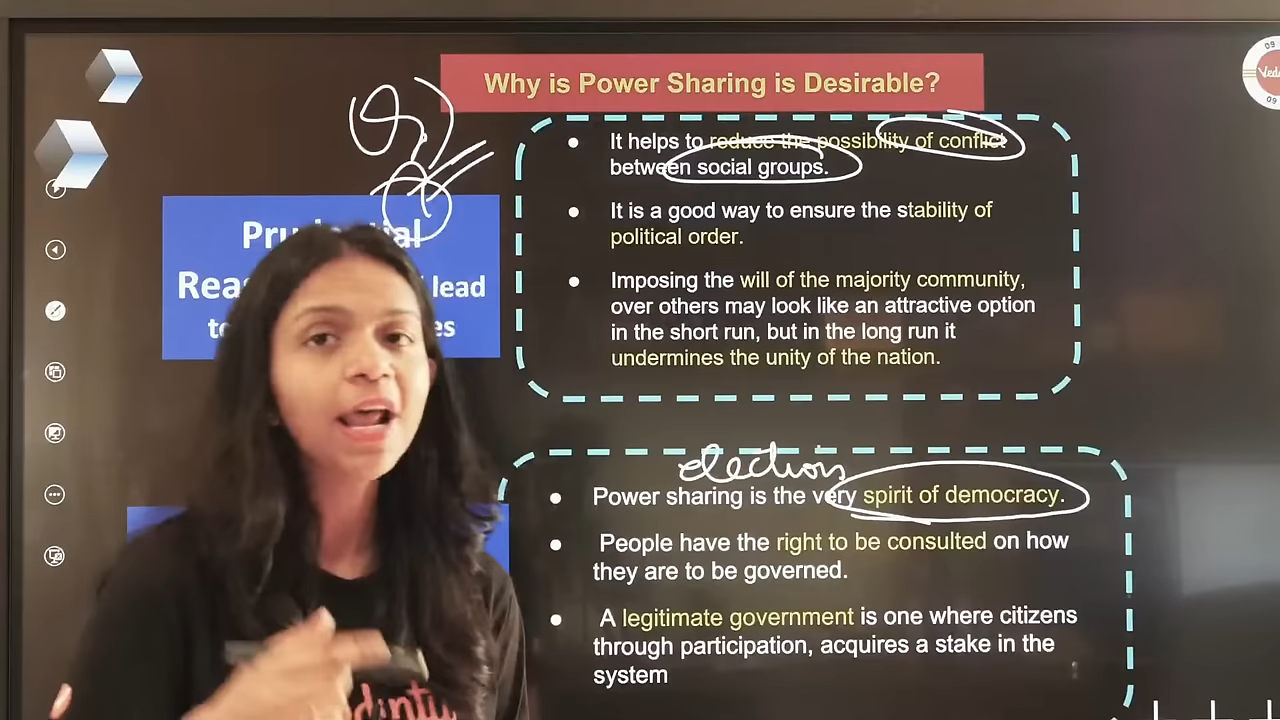 Why is Power Sharing is Desirable?
It helps to reduce the possibility of conflict
between social groups.
It is a good way to ensure the stability of
political order.
Imposing the will of the majority community,
over others may look like an attractive option
in the short run, but in the long run it
undermines the unity of the nation.
lead
elections
Power sharing is the very spirit of democracy.
People have the right to be consulted on how
they are to be governed.
A legitimate government is one where citizens
through participation, acquires a stake in the
system